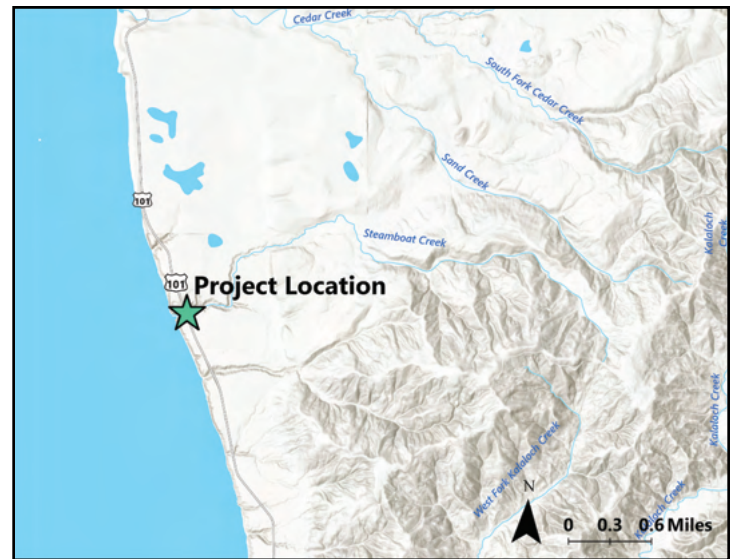 Cedar Creek
South Fork Cedar Creek
Sand Creek
101
Kalaloch
Creek
Steamboat Creek
101
Project Location
Kalaloch Creek
West Fork Kalaloch Creek
Kalaloch Creek
N
0 0.3 0.6 Miles